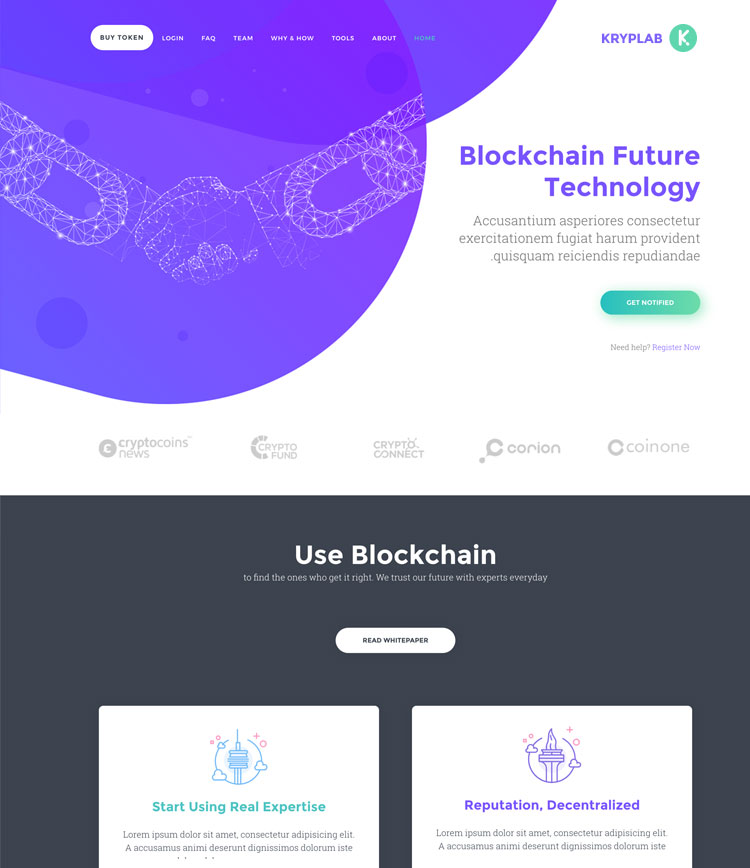 BUY TOKEN LOGIN FAQ TEAM WHY & HOW TOOLS ABOUT HOME
KRYPLAB K
Blockchain Future
Technology
Accusantium asperiores consectetur
exercitationem fugiat harum provident
.quisquam reiciendis repudiandae
GET NOTIFIED
Need help? Register Now
cryptocoins news
CRYPTO FUND
CRYPTO CONNECT
corion
coinone
Use Blockchain
to find the ones who get it right. We trust our future with experts everyday
READ WHITEPAPER
Start Using Real Expertise
Lorem ipsum dolor sit amet, consectetur adipisicing elit.
A accusamus animi deserunt dignissimos dolorum iste
Reputation, Decentralized
Lorem ipsum dolor sit amet, consectetur adipisicing elit.
A accusamus animi deserunt dignissimos dolorum iste